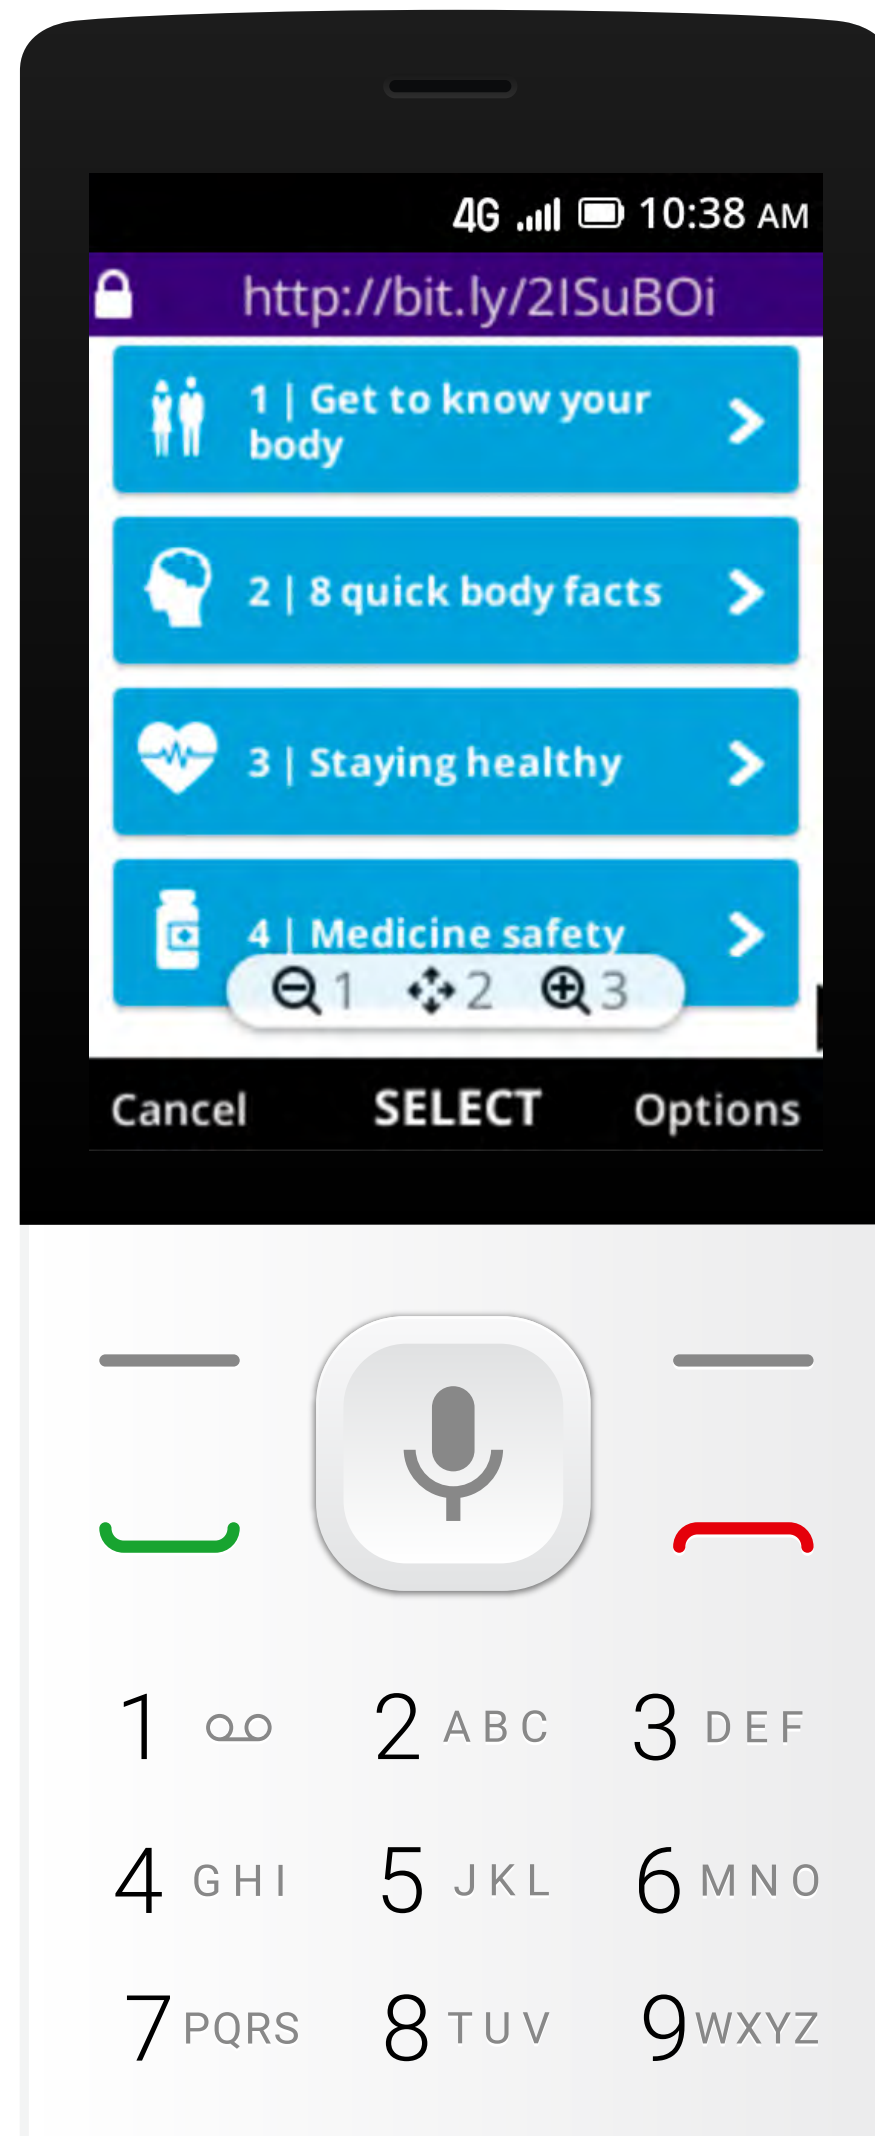 4G 10:38 AM
http://bit.ly/2ISuBOi
1 | Get to know your
body
2 | 8 quick body facts
3 | Staying healthy
4 | Medicine safety
1 2 3
Cancel SELECT Options
1 2 ABC 3 DEF
4 GHI 5 JKL 6 MNO
7 PQRS 8 TUV 9 WXYZ